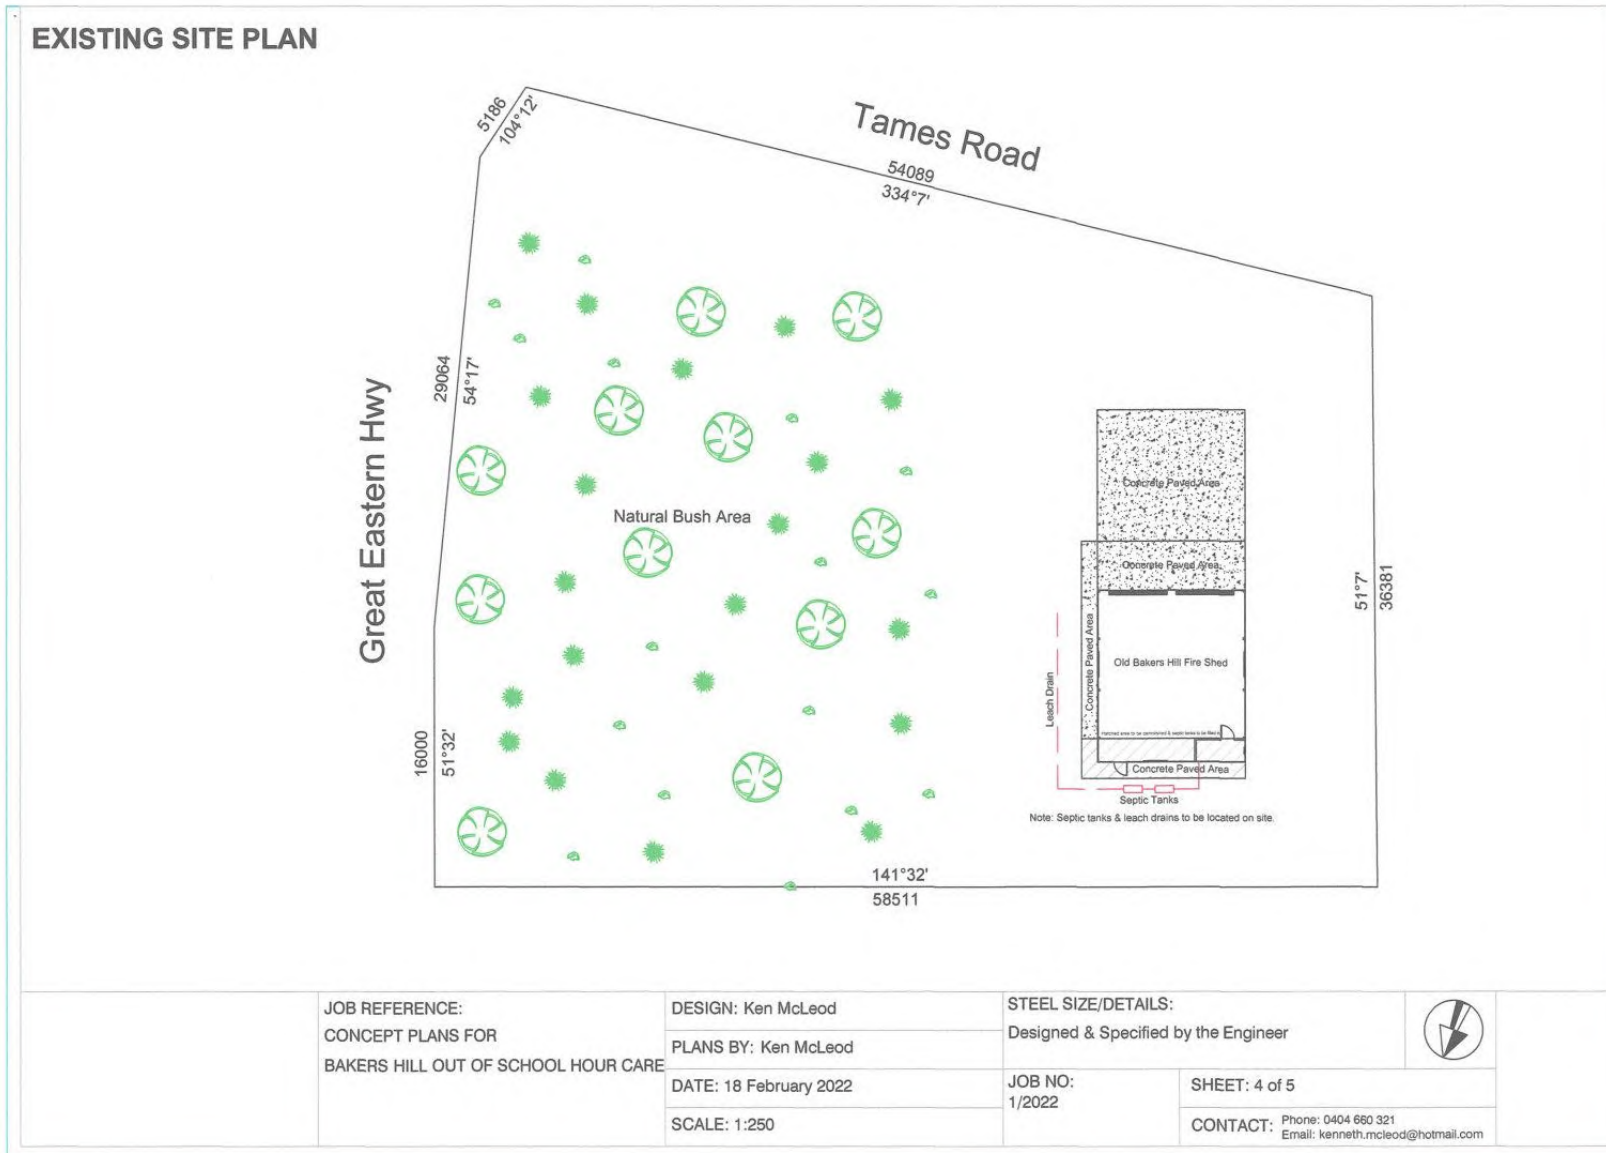 EXISTING SITE PLAN
5186
104°12'
Tames Road
54089
334°7'
29064
54°17'
Great Eastern Hwy
Natural Bush Area
Concrete Paved Area
Concrete Paved Area
51°7'
36381
Concrete Paved Area
Old Bakers Hill Fire Shed
Leach Drain
16000
51°32'
Concrete Paved Area
Septic Tanks
Note: Septic tanks & leach drains to be located on site.
141°32'
58511
JOB REFERENCE:
CONCEPT PLANS FOR
BAKERS HILL OUT OF SCHOOL HOUR CARE
DESIGN: Ken McLeod
PLANS BY: Ken McLeod
DATE: 18 February 2022
SCALE: 1:250
STEEL SIZE/DETAILS:
Designed & Specified by the Engineer
JOB NO:
1/2022
SHEET: 4 of 5
CONTACT: Phone: 0404 660 321
Email: kenneth.mcleod@hotmail.com